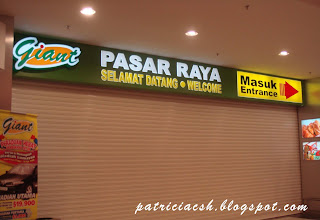 Giant
PASAR RAYA
SELAMAT DATANG • WELCOME
Masuk
Entrance
Giant
patriciacsh.blogspot.com